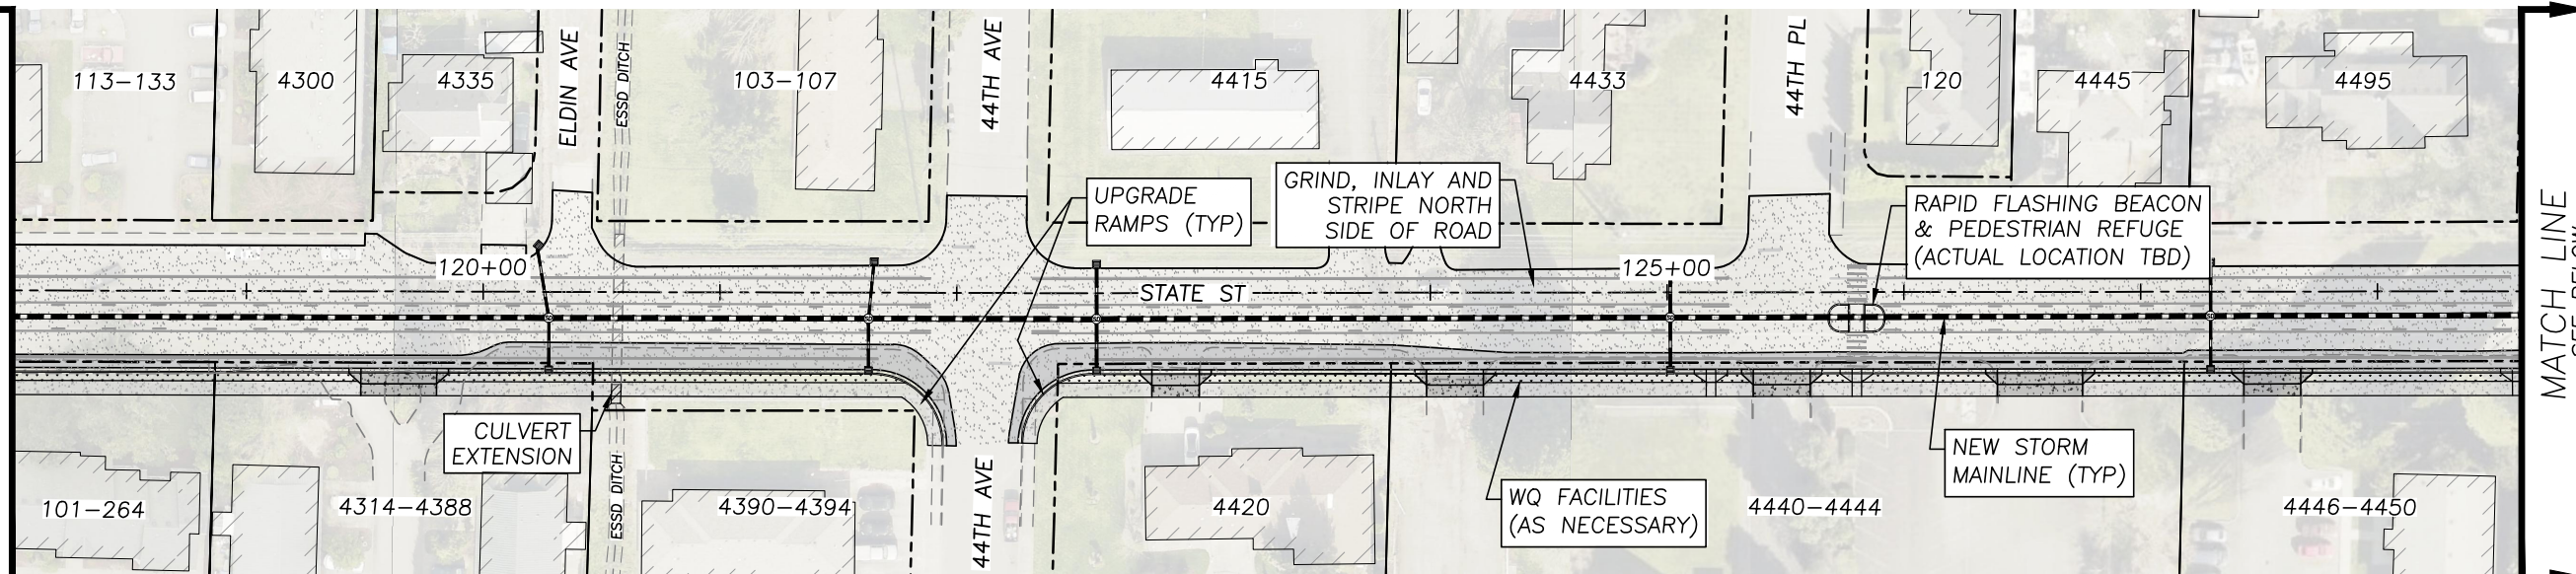 113-133
4300
4335
ELDIN AVE
ESSD DITCH
103-107
44TH AVE
4415
4433
44TH PL
120
4445
4495
UPGRADE
RAMPS (TYP)
GRIND, INLAY AND
STRIPE NORTH
SIDE OF ROAD
RAPID FLASHING BEACON
& PEDESTRIAN REFUGE
(ACTUAL LOCATION TBD)
120+00
125+00
STATE ST
MATCH LINE
SEE BELOW
CULVERT
EXTENSION
NEW STORM
MAINLINE (TYP)
WQ FACILITIES
(AS NECESSARY)
101-264
4314-4388
ESSD DITCH
4390-4394
44TH AVE
4420
4440-4444
4446-4450